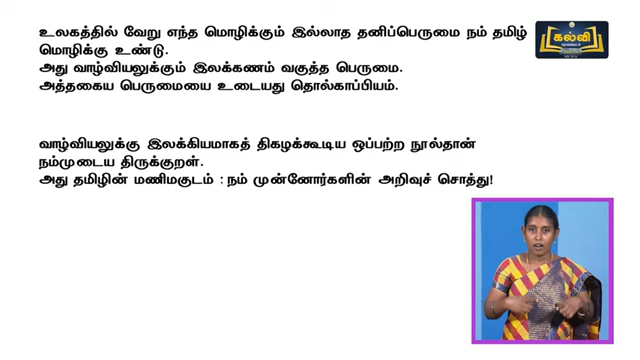 உலகத்தில் வேறு எந்த மொழிக்கும் இல்லாத தனிப்பெருமை நம் தமிழ்
மொழிக்கு உண்டு.
அது வாழ்வியலுக்கும் இலக்கணம் வகுத்த பெருமை.
அத்தகைய பெருமையை உடையது தொல்காப்பியம்.
வாழ்வியலுக்கு இலக்கியமாகத் திகழக்கூடிய ஒப்பற்ற நூல்தான்
நம்முடைய திருக்குறள்.
அது தமிழின் மணிமகுடம் : நம் முன்னோர்களின் அறிவுச் சொத்து!
கல்வி